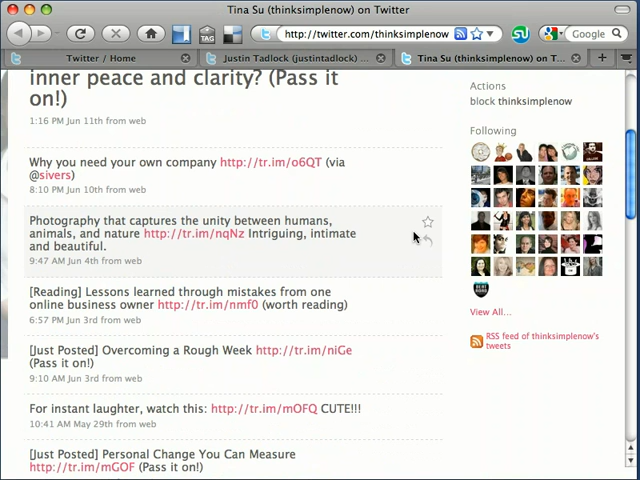 Tina Su (thinksimplenow) on Twitter
http://twitter.com/thinksimplenow
Google
Twitter / Home
Justin Tadlock (justintadlock) ...
Tina Su (thinksimplenow) on T...
inner peace and clarity? (Pass it
on!)
1:16 PM Jun 11th from web
Why you need your own company http://tr.im/o6QT (via
@sivers)
8:10 PM Jun 10th from web
Photography that captures the unity between humans,
animals, and nature http://tr.im/nqNz Intriguing, intimate
and beautiful.
9:47 AM Jun 4th from web
[Reading] Lessons learned through mistakes from one
online business owner http://tr.im/nmf0 (worth reading)
6:57 PM Jun 3rd from web
[Just Posted] Overcoming a Rough Week http://tr.im/niGe
(Pass it on!)
9:10 AM Jun 3rd from web
For instant laughter, watch this: http://tr.im/mOFQ CUTE!!!
10:41 AM May 29th from web
[Just Posted] Personal Change You Can Measure
http://tr.im/mGOF (Pass it on!)
Actions
block thinksimplenow
Following
View All...
RSS feed of thinksimplenow's
tweets